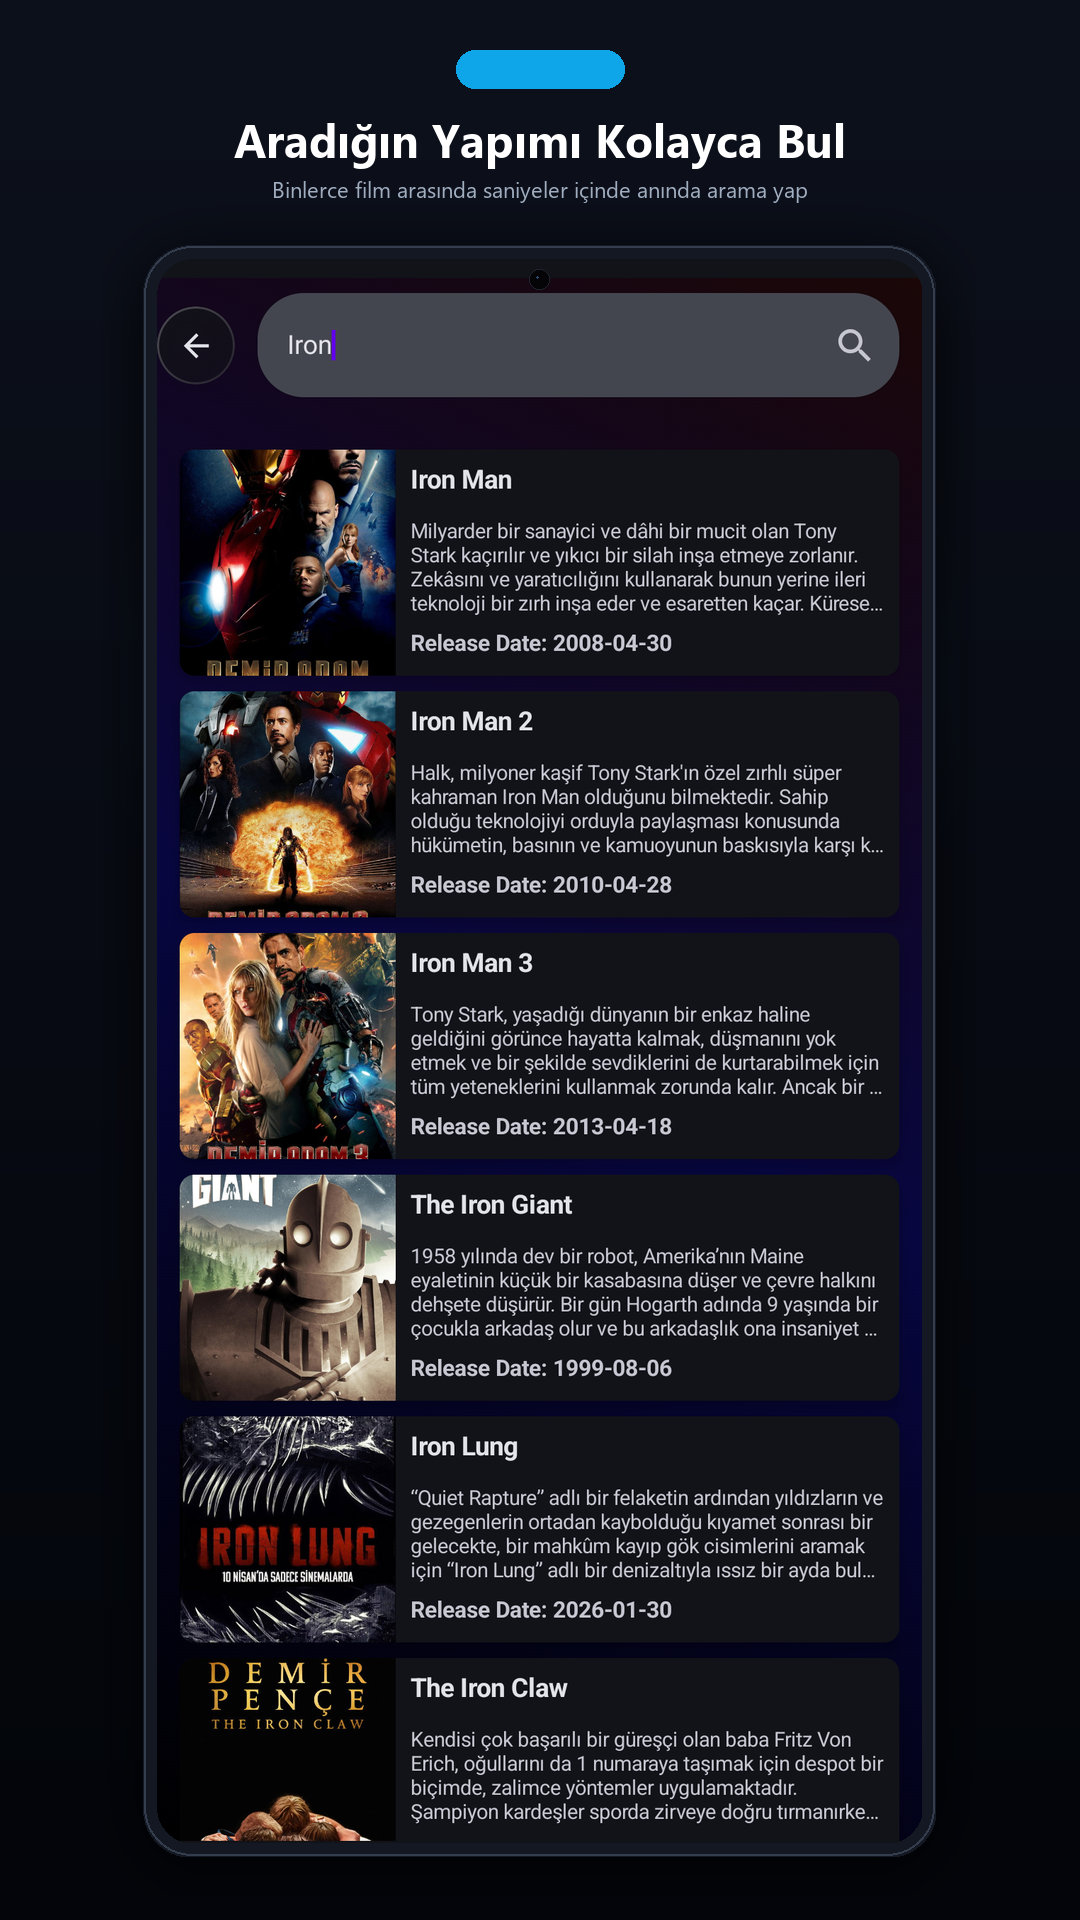 Aradığın Yapımı Kolayca Bul
Binlerce film arasında saniyeler içinde anında arama yap
Iron
Iron Man
Milyarder bir sanayici ve dâhi bir mucit olan Tony
Stark kaçırılır ve yıkıcı bir silah inşa etmeye zorlanır.
Zekâsını ve yaratıcılığını kullanarak bunun yerine ileri
teknoloji bir zırh inşa eder ve esaretten kaçar. Kürese...
Release Date: 2008-04-30
DEMİR ADAM
Iron Man 2
Halk, milyoner kaşif Tony Stark'ın özel zırhlı süper
kahraman Iron Man olduğunu bilmektedir. Sahip
olduğu teknolojiyi orduyla paylaşması konusunda
hükümetin, basının ve kamuoyunun baskısıyla karşı k...
Release Date: 2010-04-28
DEMİR ADAM 2
Iron Man 3
Tony Stark, yaşadığı dünyanın bir enkaz haline
geldiğini görünce hayatta kalmak, düşmanını yok
etmek ve bir şekilde sevdiklerini de kurtarabilmek için
tüm yeteneklerini kullanmak zorunda kalır. Ancak bir ...
Release Date: 2013-04-18
DEMİR ADAM 3
GIANT
The Iron Giant
1958 yılında dev bir robot, Amerika’nın Maine
eyaletinin küçük bir kasabasına düşer ve çevre halkını
dehşete düşürür. Bir gün Hogarth adında 9 yaşında bir
çocukla arkadaş olur ve bu arkadaşlık ona insaniyet ...
Release Date: 1999-08-06
Iron Lung
“Quiet Rapture” adlı bir felaketin ardından yıldızların ve
gezegenlerin ortadan kaybolduğu kıyamet sonrası bir
gelecekte, bir mahkûm kayıp gök cisimlerini aramak
için “Iron Lung” adlı bir denizaltıyla ıssız bir ayda bul...
Release Date: 2026-01-30
IRON LUNG
10 NİSAN'DA SADECE SİNEMALARDA
DEMİR
PENÇE
THE IRON CLAW
The Iron Claw
Kendisi çok başarılı bir güreşçi olan baba Fritz Von
Erich, oğullarını da 1 numaraya taşımak için despot bir
biçimde, zalimce yöntemler uygulamaktadır.
Şampiyon kardeşler sporda zirveye doğru tırmanırke...